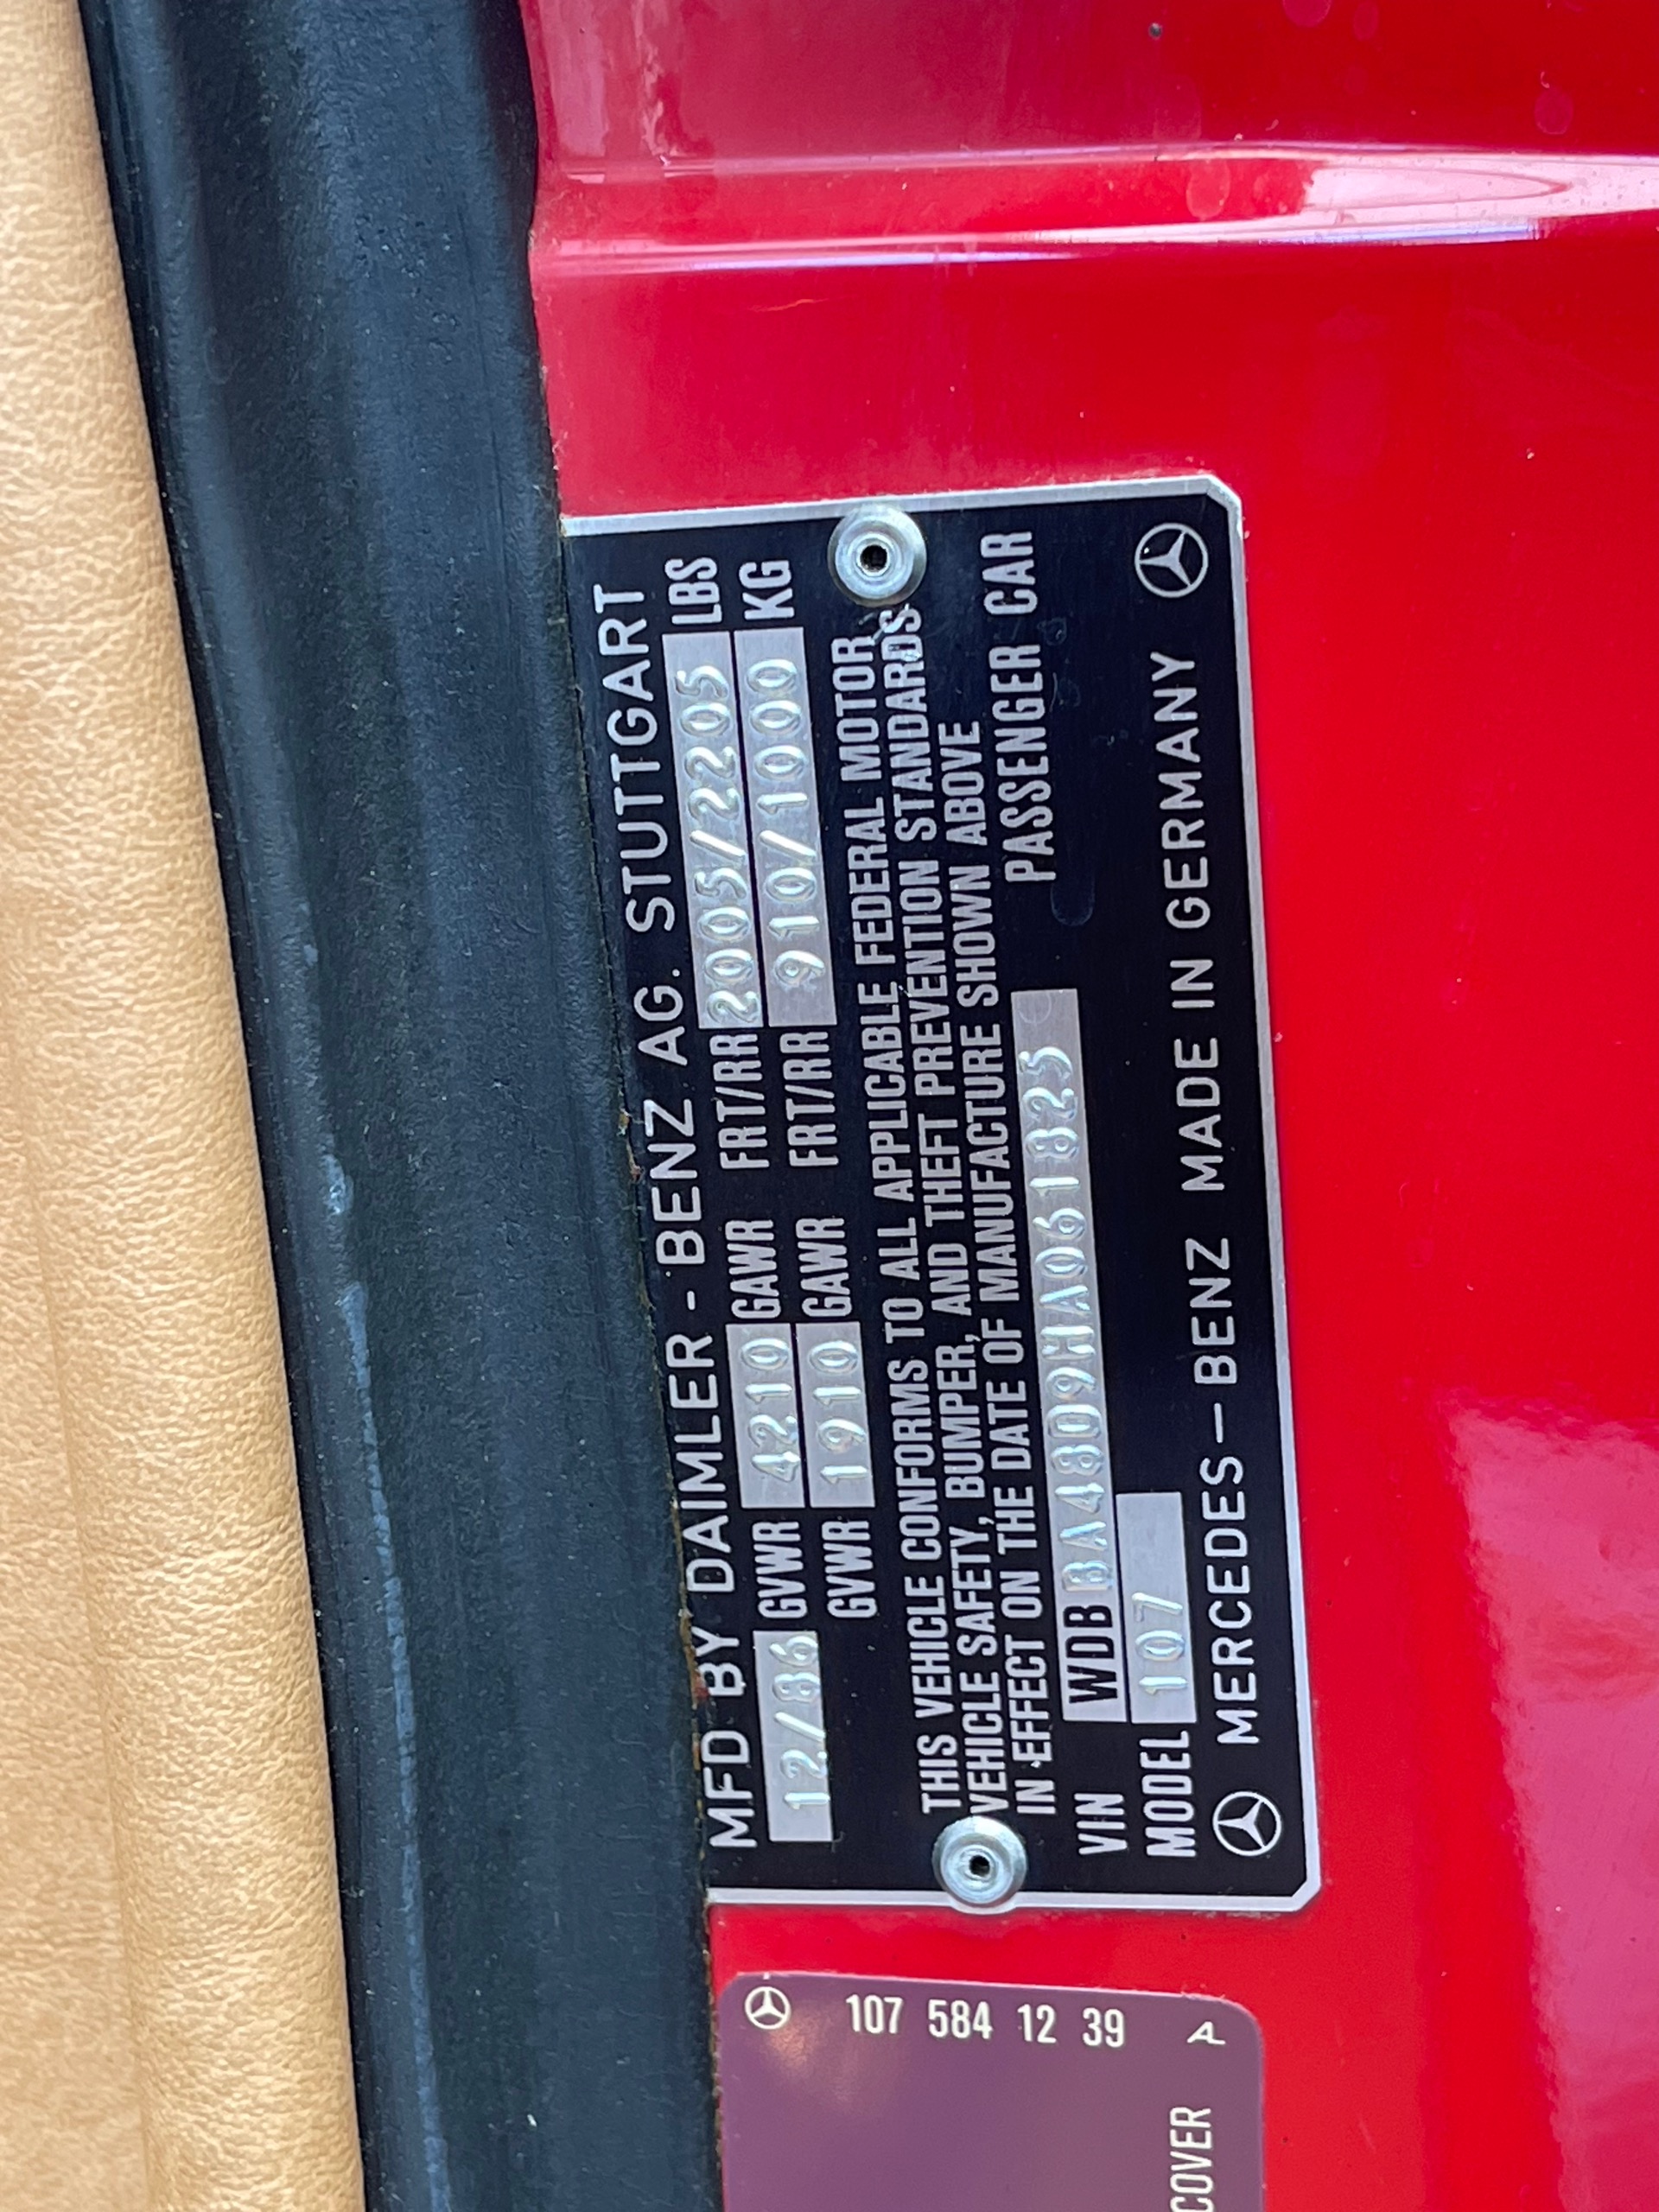 MFD BY DAIMLER - BENZ AG. STUTTGART
12/86 GVWR 4210 GAWR FRT/RR 2005/2205 LBS
GVWR 1910 GAWR FRT/RR 910/1000 KG
THIS VEHICLE CONFORMS TO ALL APPLICABLE FEDERAL MOTOR
VEHICLE SAFETY, BUMPER, AND THEFT PREVENTION STANDARDS
IN EFFECT ON THE DATE OF MANUFACTURE SHOWN ABOVE
VIN WDB BA48D9HA061825 PASSENGER CAR
MODEL 107
MERCEDES-BENZ MADE IN GERMANY
107 584 12 39 A
COVER